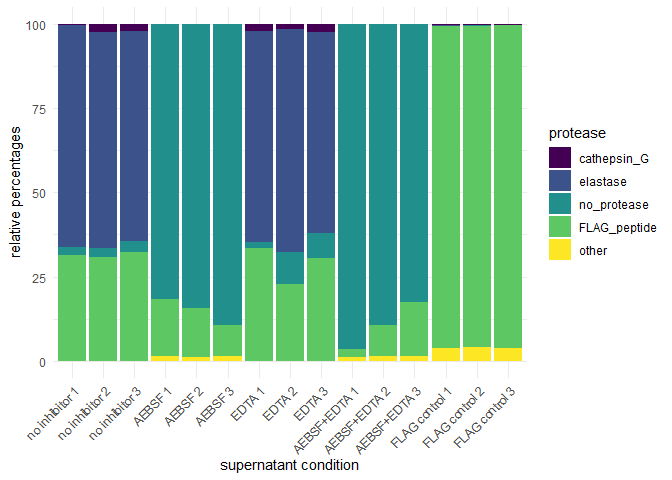 100
75
50
25
0
relative percentages
no inhibitor 1
no inhibitor 2
no inhibitor 3
AEBSF 1
AEBSF 2
AEBSF 3
EDTA 1
EDTA 2
EDTA 3
AEBSF+EDTA 1
AEBSF+EDTA 2
AEBSF+EDTA 3
FLAG control 1
FLAG control 2
FLAG control 3
supernatant condition
protease
cathepsin_G
elastase
no_protease
FLAG_peptide
other